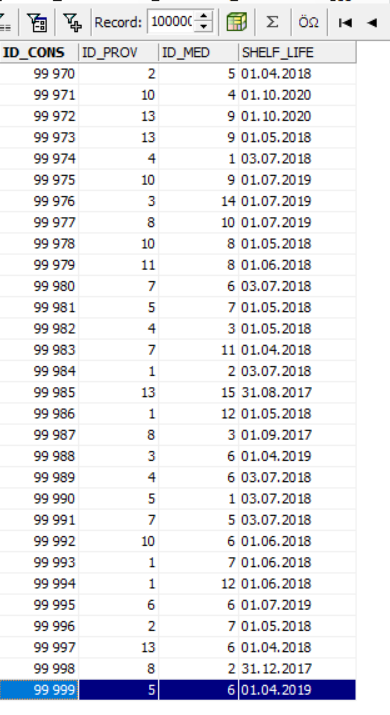 Record: 10000 Σ ÖΩ
ID_CONS ID_PROV ID_MED SHELF_LIFE
99 970 2 5 01.04.2018
99 971 10 4 01.10.2020
99 972 13 9 01.10.2020
99 973 13 9 01.05.2018
99 974 4 1 03.07.2018
99 975 10 9 01.07.2019
99 976 3 14 01.07.2019
99 977 8 10 01.07.2019
99 978 10 8 01.05.2018
99 979 11 8 01.06.2018
99 980 7 6 03.07.2018
99 981 5 7 01.05.2018
99 982 4 3 01.05.2018
99 983 7 11 01.04.2018
99 984 1 2 03.07.2018
99 985 13 15 31.08.2017
99 986 1 12 01.05.2018
99 987 8 3 01.09.2017
99 988 3 6 01.04.2019
99 989 4 6 03.07.2018
99 990 5 1 03.07.2018
99 991 7 5 03.07.2018
99 992 10 6 01.06.2018
99 993 1 7 01.06.2018
99 994 1 12 01.06.2018
99 995 6 6 01.07.2019
99 996 2 7 01.05.2018
99 997 13 6 01.04.2018
99 998 8 2 31.12.2017
99 999 5 6 01.04.2019